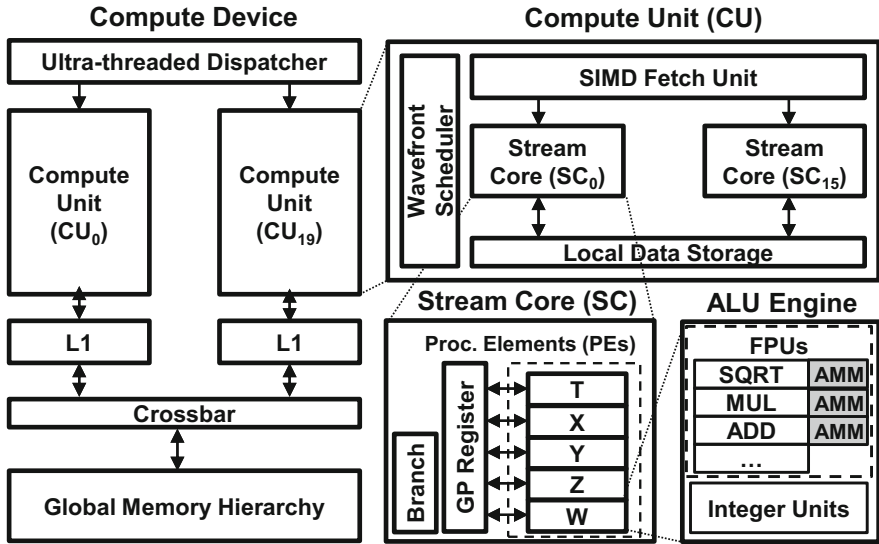 Compute Device
Ultra-threaded Dispatcher
Compute
Unit
(CU0)
Compute
Unit
(CU19)
L1
L1
Crossbar
Global Memory Hierarchy
Compute Unit (CU)
Wavefront
Scheduler
SIMD Fetch Unit
Stream
Core (SC0)
Stream
Core (SC15)
Local Data Storage
Stream Core (SC)
Proc. Elements (PEs)
Branch
GP Register
T
X
Y
Z
W
ALU Engine
FPUs
SQRT AMM
MUL AMM
ADD AMM
...
Integer Units